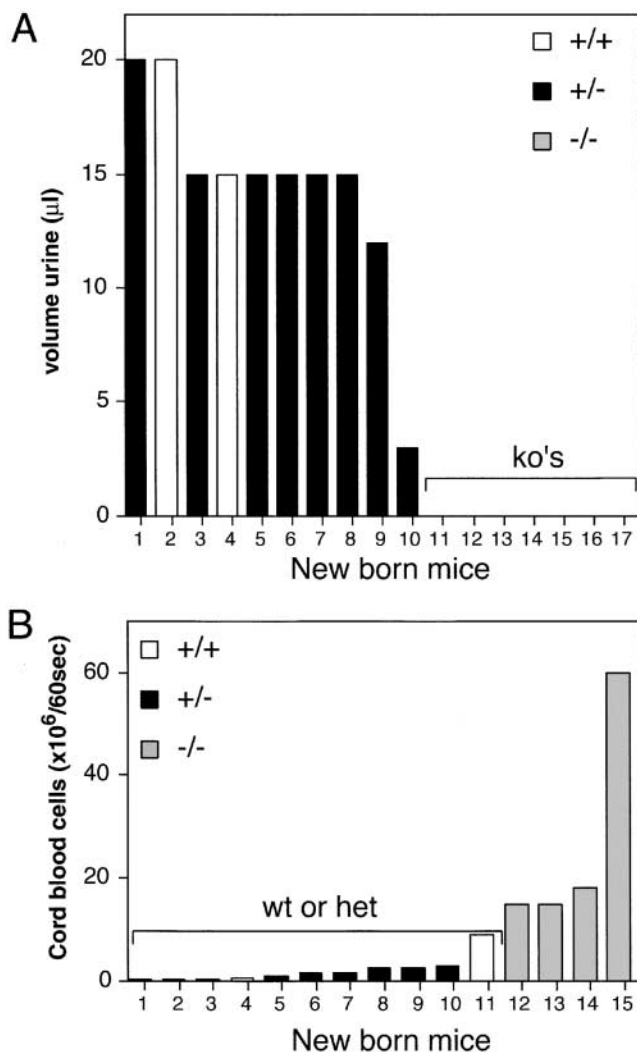 A
+/+
+/-
-/-
20
15
10
5
0
volume urine (µl)
ko's
1 2 3 4 5 6 7 8 9 10 11 12 13 14 15 16 17
New born mice
B
+/+
+/-
-/-
60
40
20
0
Cord blood cells (x10⁶/60sec)
wt or het
1 2 3 4 5 6 7 8 9 10 11 12 13 14 15
New born mice